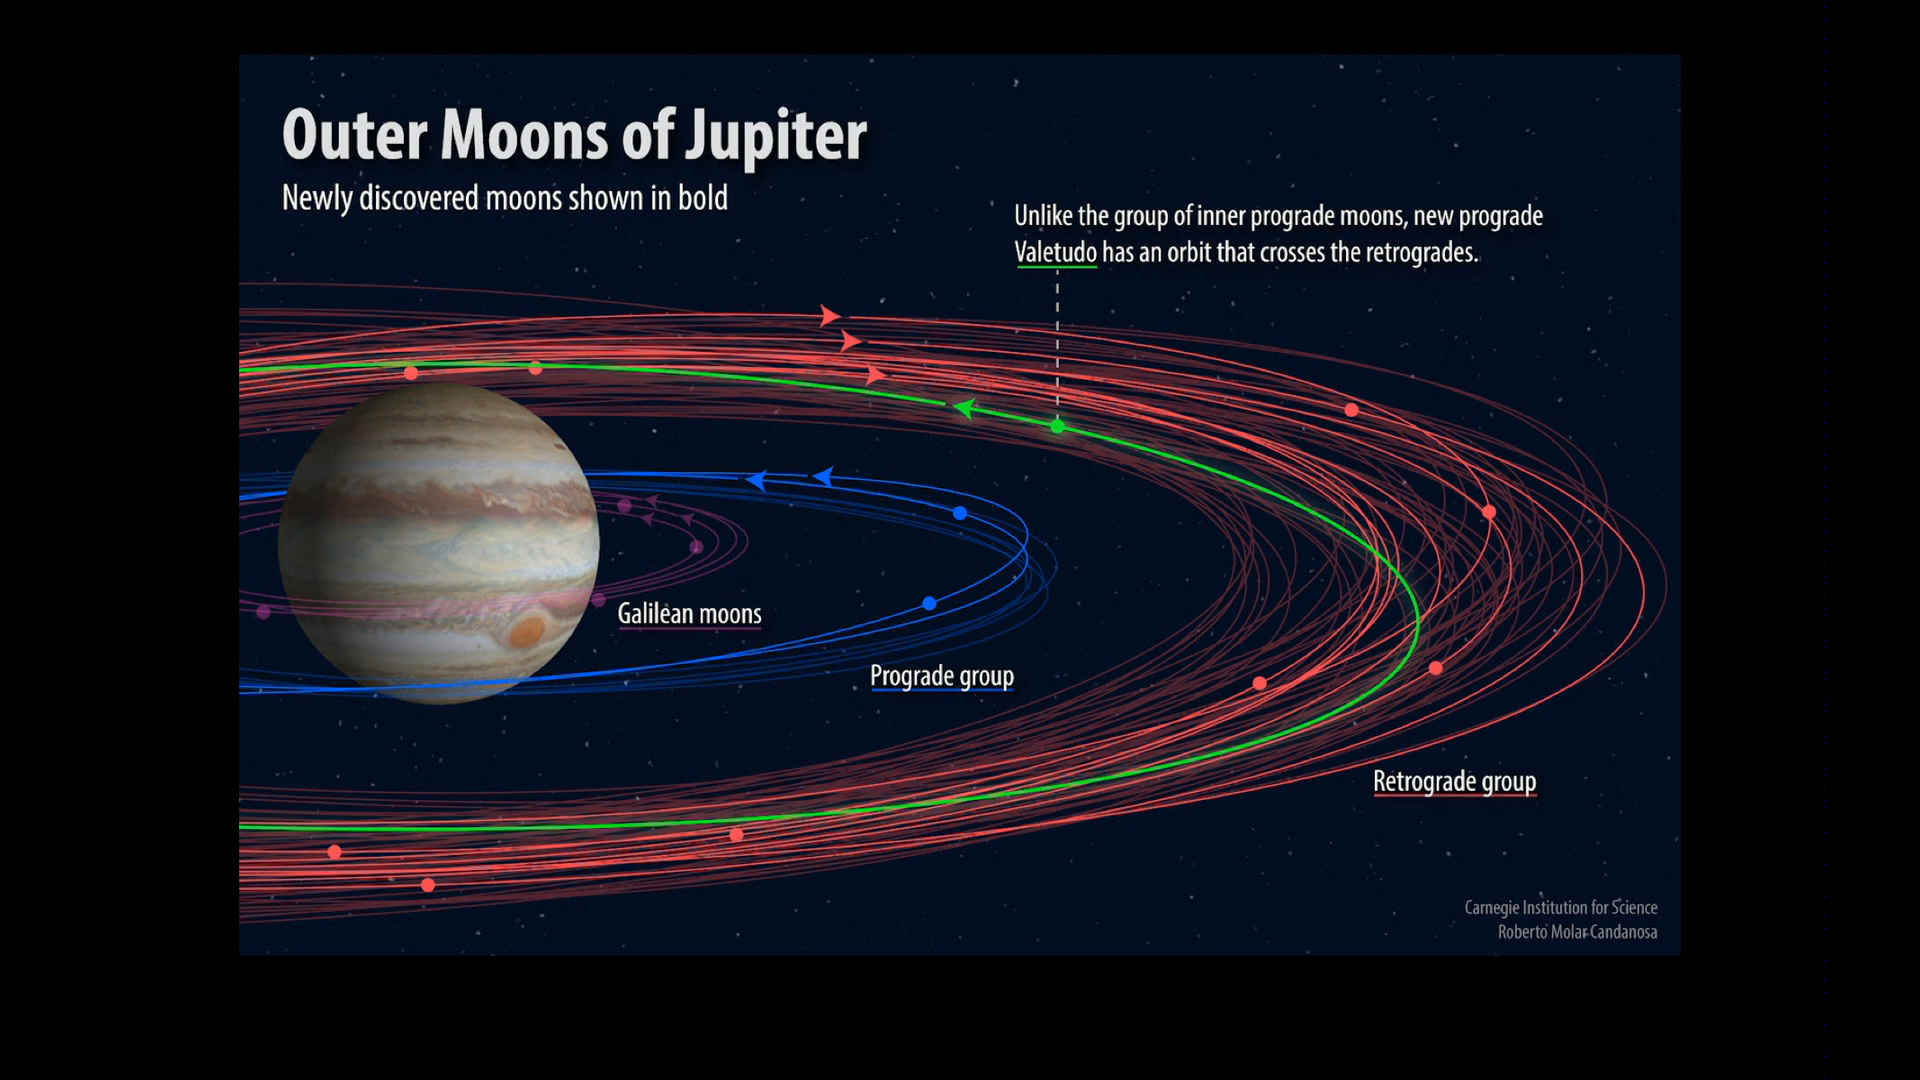 Outer Moons of Jupiter
Newly discovered moons shown in bold
Unlike the group of inner prograde moons, new prograde
Valetudo has an orbit that crosses the retrogrades.
Galilean moons
Prograde group
Retrograde group
Carnegie Institution for Science
Roberto Molar Candanosa